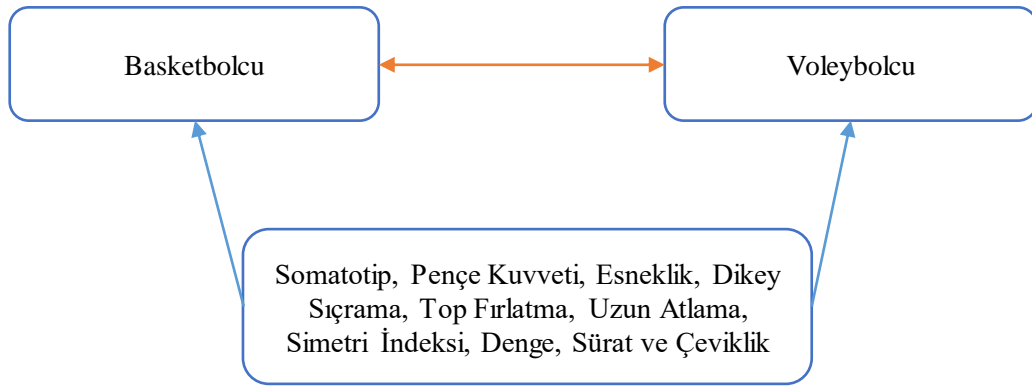 Basketbolcu
Voleybolcu
Somatotip, Pençe Kuvveti, Esneklik, Dikey
Sıçrama, Top Fırlatma, Uzun Atlama,
Simetri İndeksi, Denge, Sürat ve Çeviklik